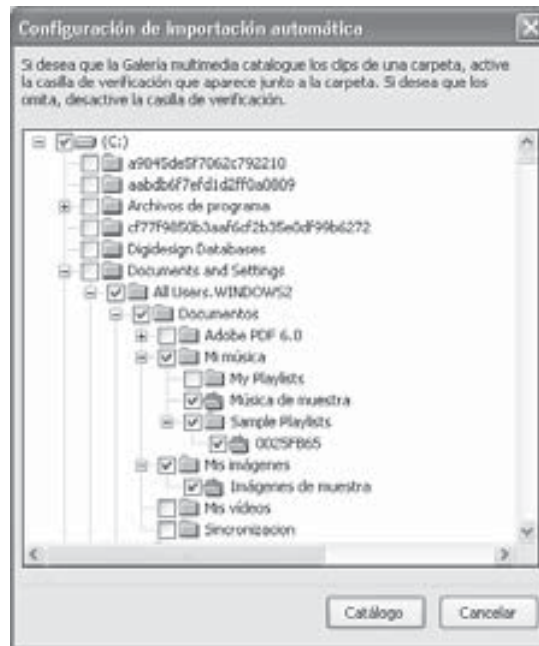 Configuración de importación automática
Si desea que la Galería multimedia catalogue los clips de una carpeta, active
la casilla de verificación que aparece junto a la carpeta. Si desea que los
omita, desactive la casilla de verificación.
(C:)
a9045de5f7062c792210
aabdb6f7efd1d2ff0a0809
Archivos de programa
cf77f9850b3aaf6cf2b35e0df99b6272
Digidesign Databases
Documents and Settings
All Users.WINDOWS2
Documentos
Adobe PDF 6.0
Mi música
My Playlists
Música de muestra
Sample Playlists
0025FB65
Mis imágenes
Imágenes de muestra
Mis vídeos
Sincronizacion
Catálogo
Cancelar